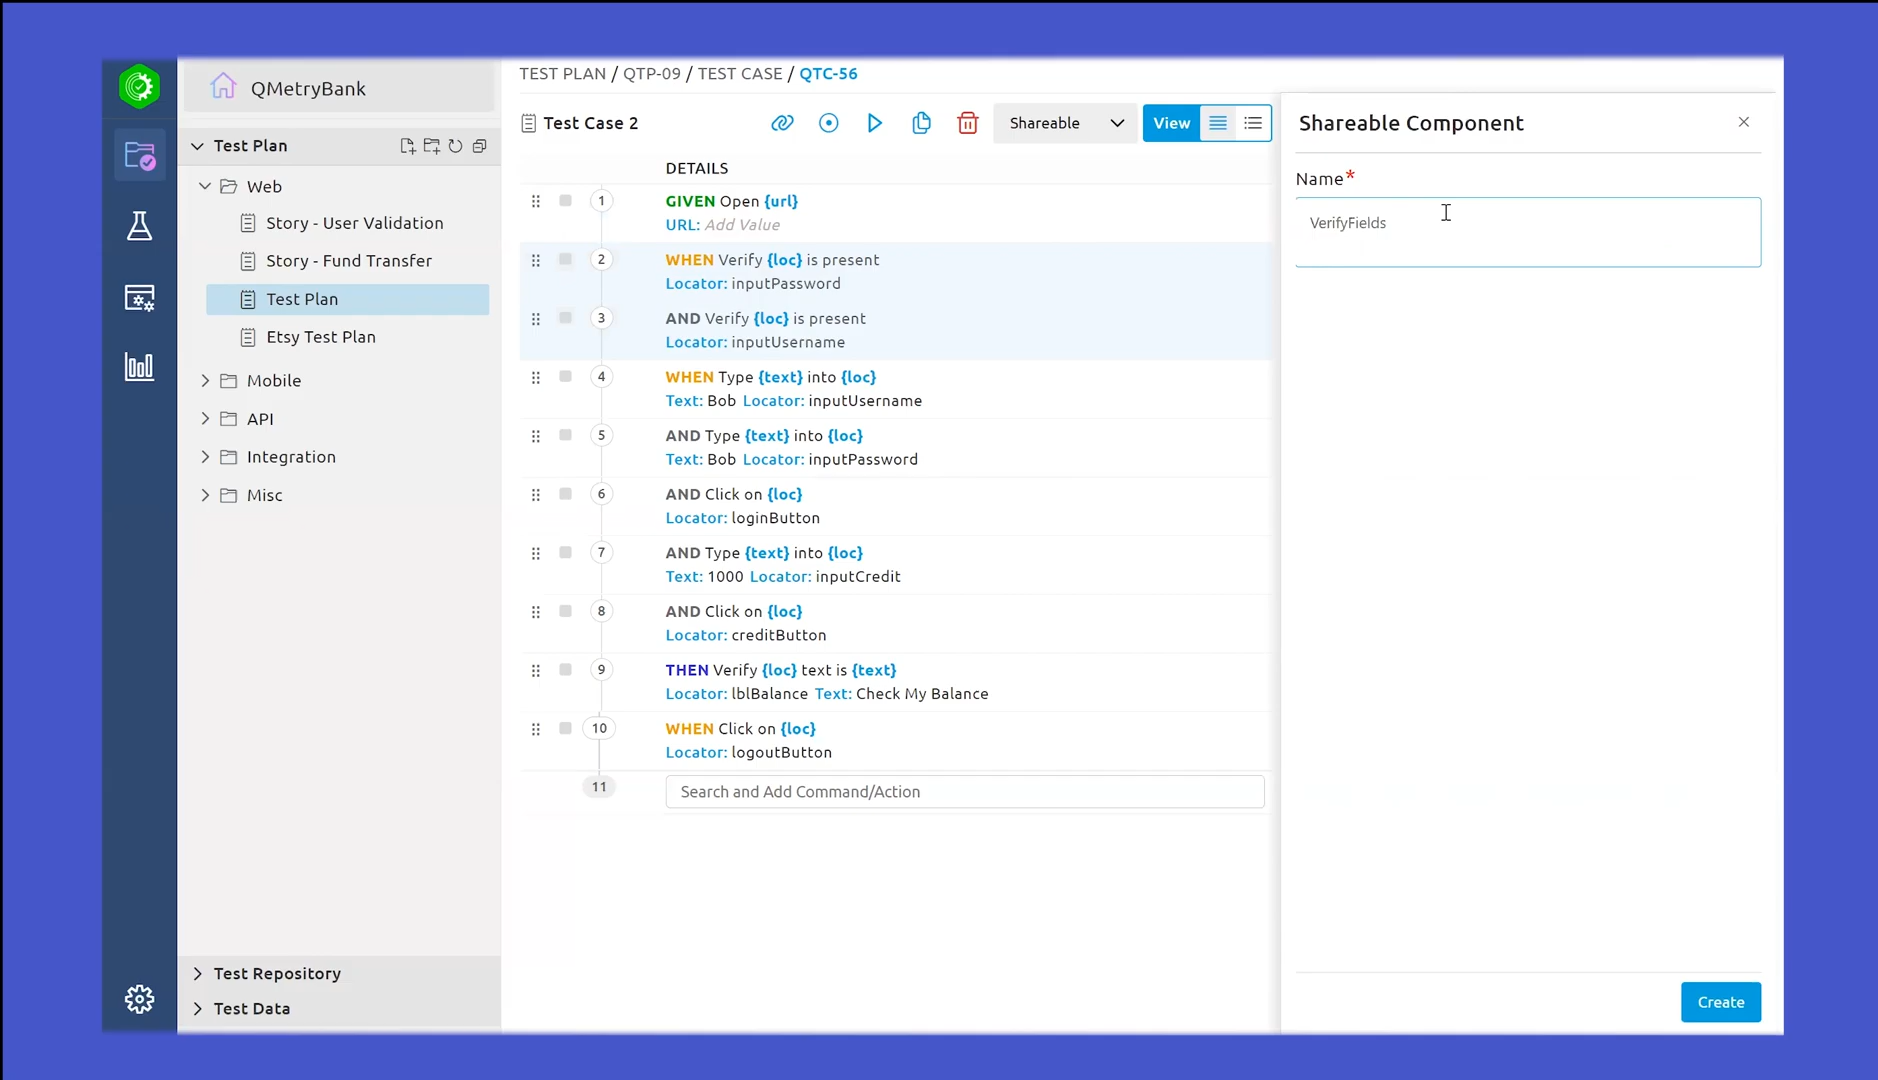 QMetryBank
Test Plan
Web
Story - User Validation
Story - Fund Transfer
Test Plan
Etsy Test Plan
Mobile
API
Integration
Misc
Test Repository
Test Data
TEST PLAN / QTP-09 / TEST CASE / QTC-56
Test Case 2
Shareable
View
DETAILS
1
GIVEN Open {url}
URL: Add Value
2
WHEN Verify {loc} is present
Locator: inputPassword
3
AND Verify {loc} is present
Locator: inputUsername
4
WHEN Type {text} into {loc}
Text: Bob Locator: inputUsername
5
AND Type {text} into {loc}
Text: Bob Locator: inputPassword
6
AND Click on {loc}
Locator: loginButton
7
AND Type {text} into {loc}
Text: 1000 Locator: inputCredit
8
AND Click on {loc}
Locator: creditButton
9
THEN Verify {loc} text is {text}
Locator: lblBalance Text: Check My Balance
10
WHEN Click on {loc}
Locator: logoutButton
11
Search and Add Command/Action
Shareable Component
Name*
VerifyFields
Create